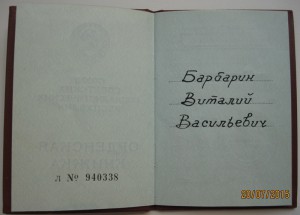 Л № 940338
Барбарин
Виталий
Васильевич
20/07/2015